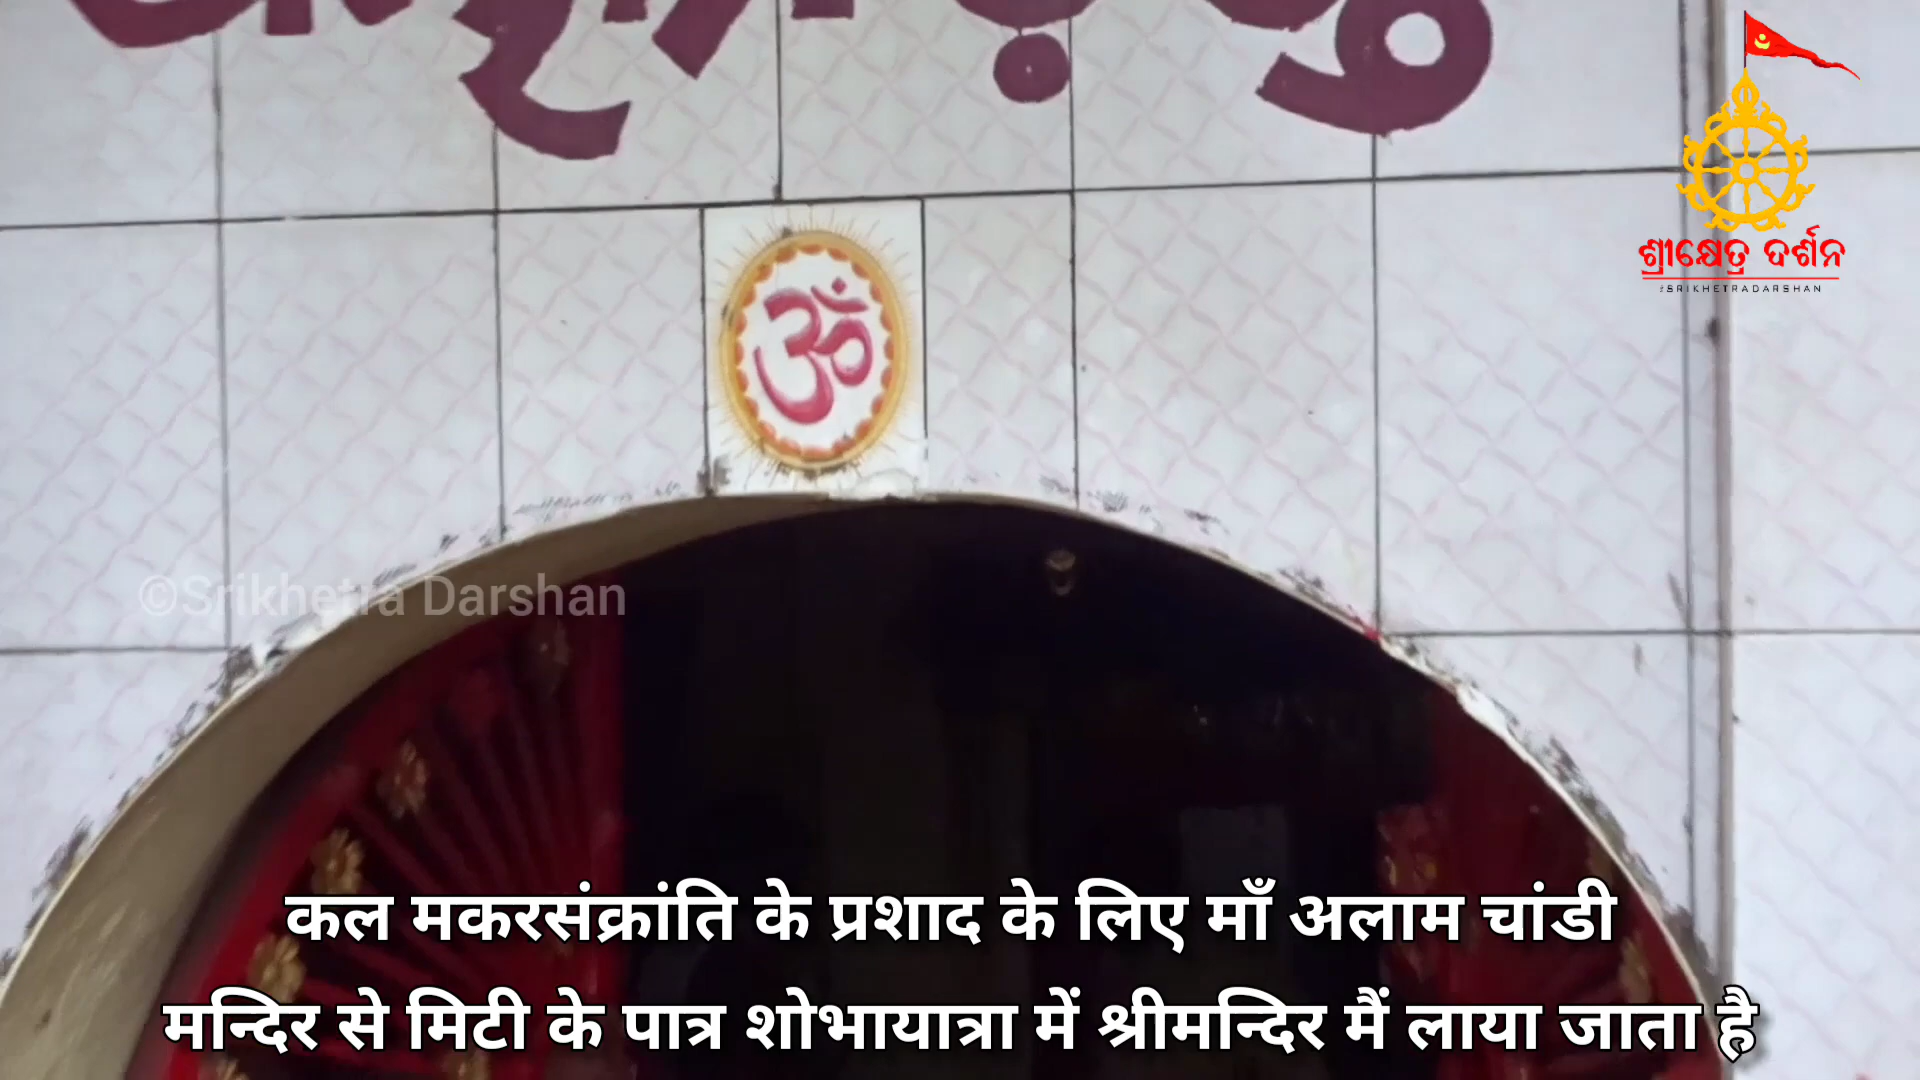 ॐ
ଶ୍ରୀକ୍ଷେତ୍ର ଦର୍ଶନ
#SRIKHETRADARSHAN
©Srikhetra Darshan
कल मकरसंक्रांति के प्रशाद के लिए माँ अलाम चांडी
मन्दिर से मिटी के पात्र शोभायात्रा में श्रीमन्दिर मैं लाया जाता है